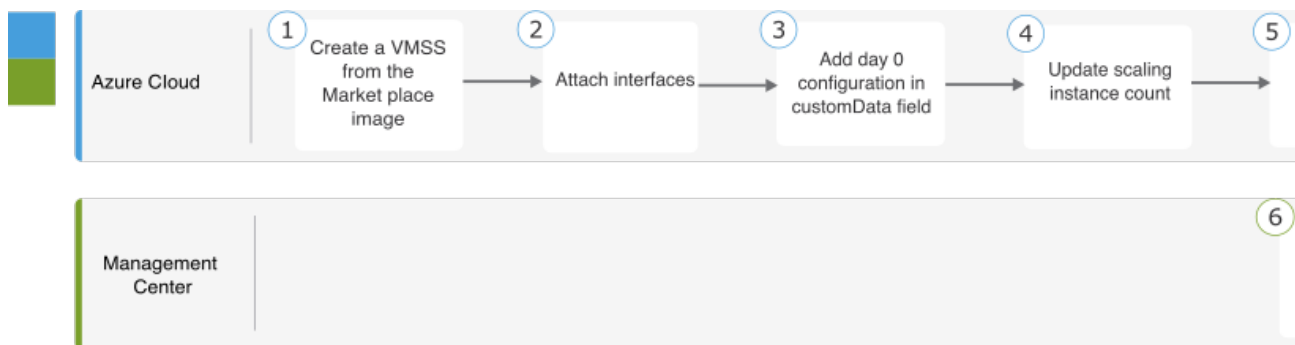 1
Create a VMSS
from the
Market place
image
2
Attach interfaces
3
Add day 0
configuration in
customData field
4
Update scaling
instance count
5
Azure Cloud
6
Management
Center